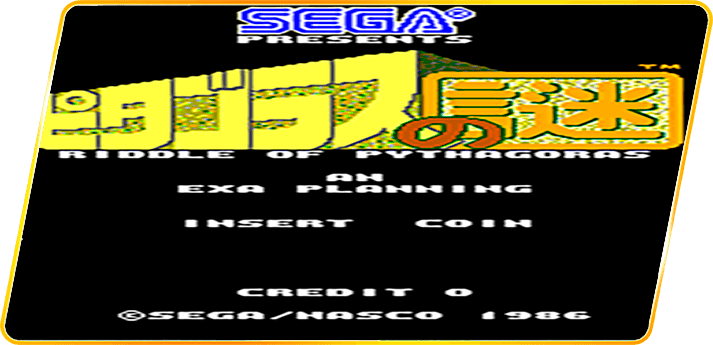 SEGA®
PRESENTS
ピタゴラスの謎 ™
RIDDLE OF PYTHAGORAS
AN
EXA PLANNING
INSERT COIN
CREDIT 0
©SEGA/NASCO 1986